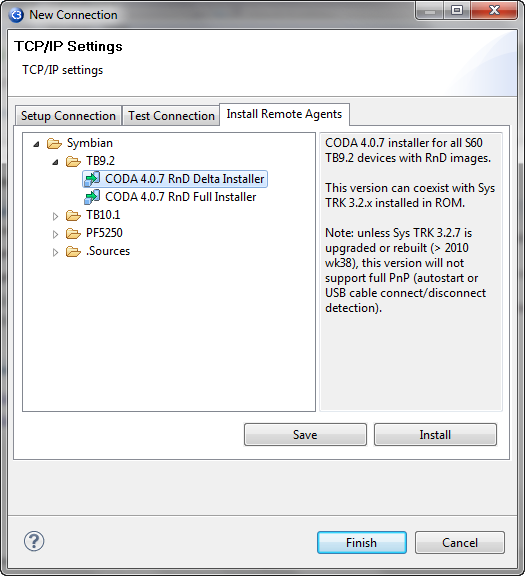 New Connection
TCP/IP Settings
TCP/IP settings
Setup Connection
Test Connection
Install Remote Agents
Symbian
TB9.2
CODA 4.0.7 RnD Delta Installer
CODA 4.0.7 RnD Full Installer
TB10.1
PF5250
.Sources
CODA 4.0.7 installer for all S60
TB9.2 devices with RnD images.
This version can coexist with Sys
TRK 3.2.x installed in ROM.
Note: unless Sys TRK 3.2.7 is
upgraded or rebuilt (> 2010
wk38), this version will not
support full PnP (autostart or
USB cable connect/disconnect
detection).
Save
Install
?
Finish
Cancel